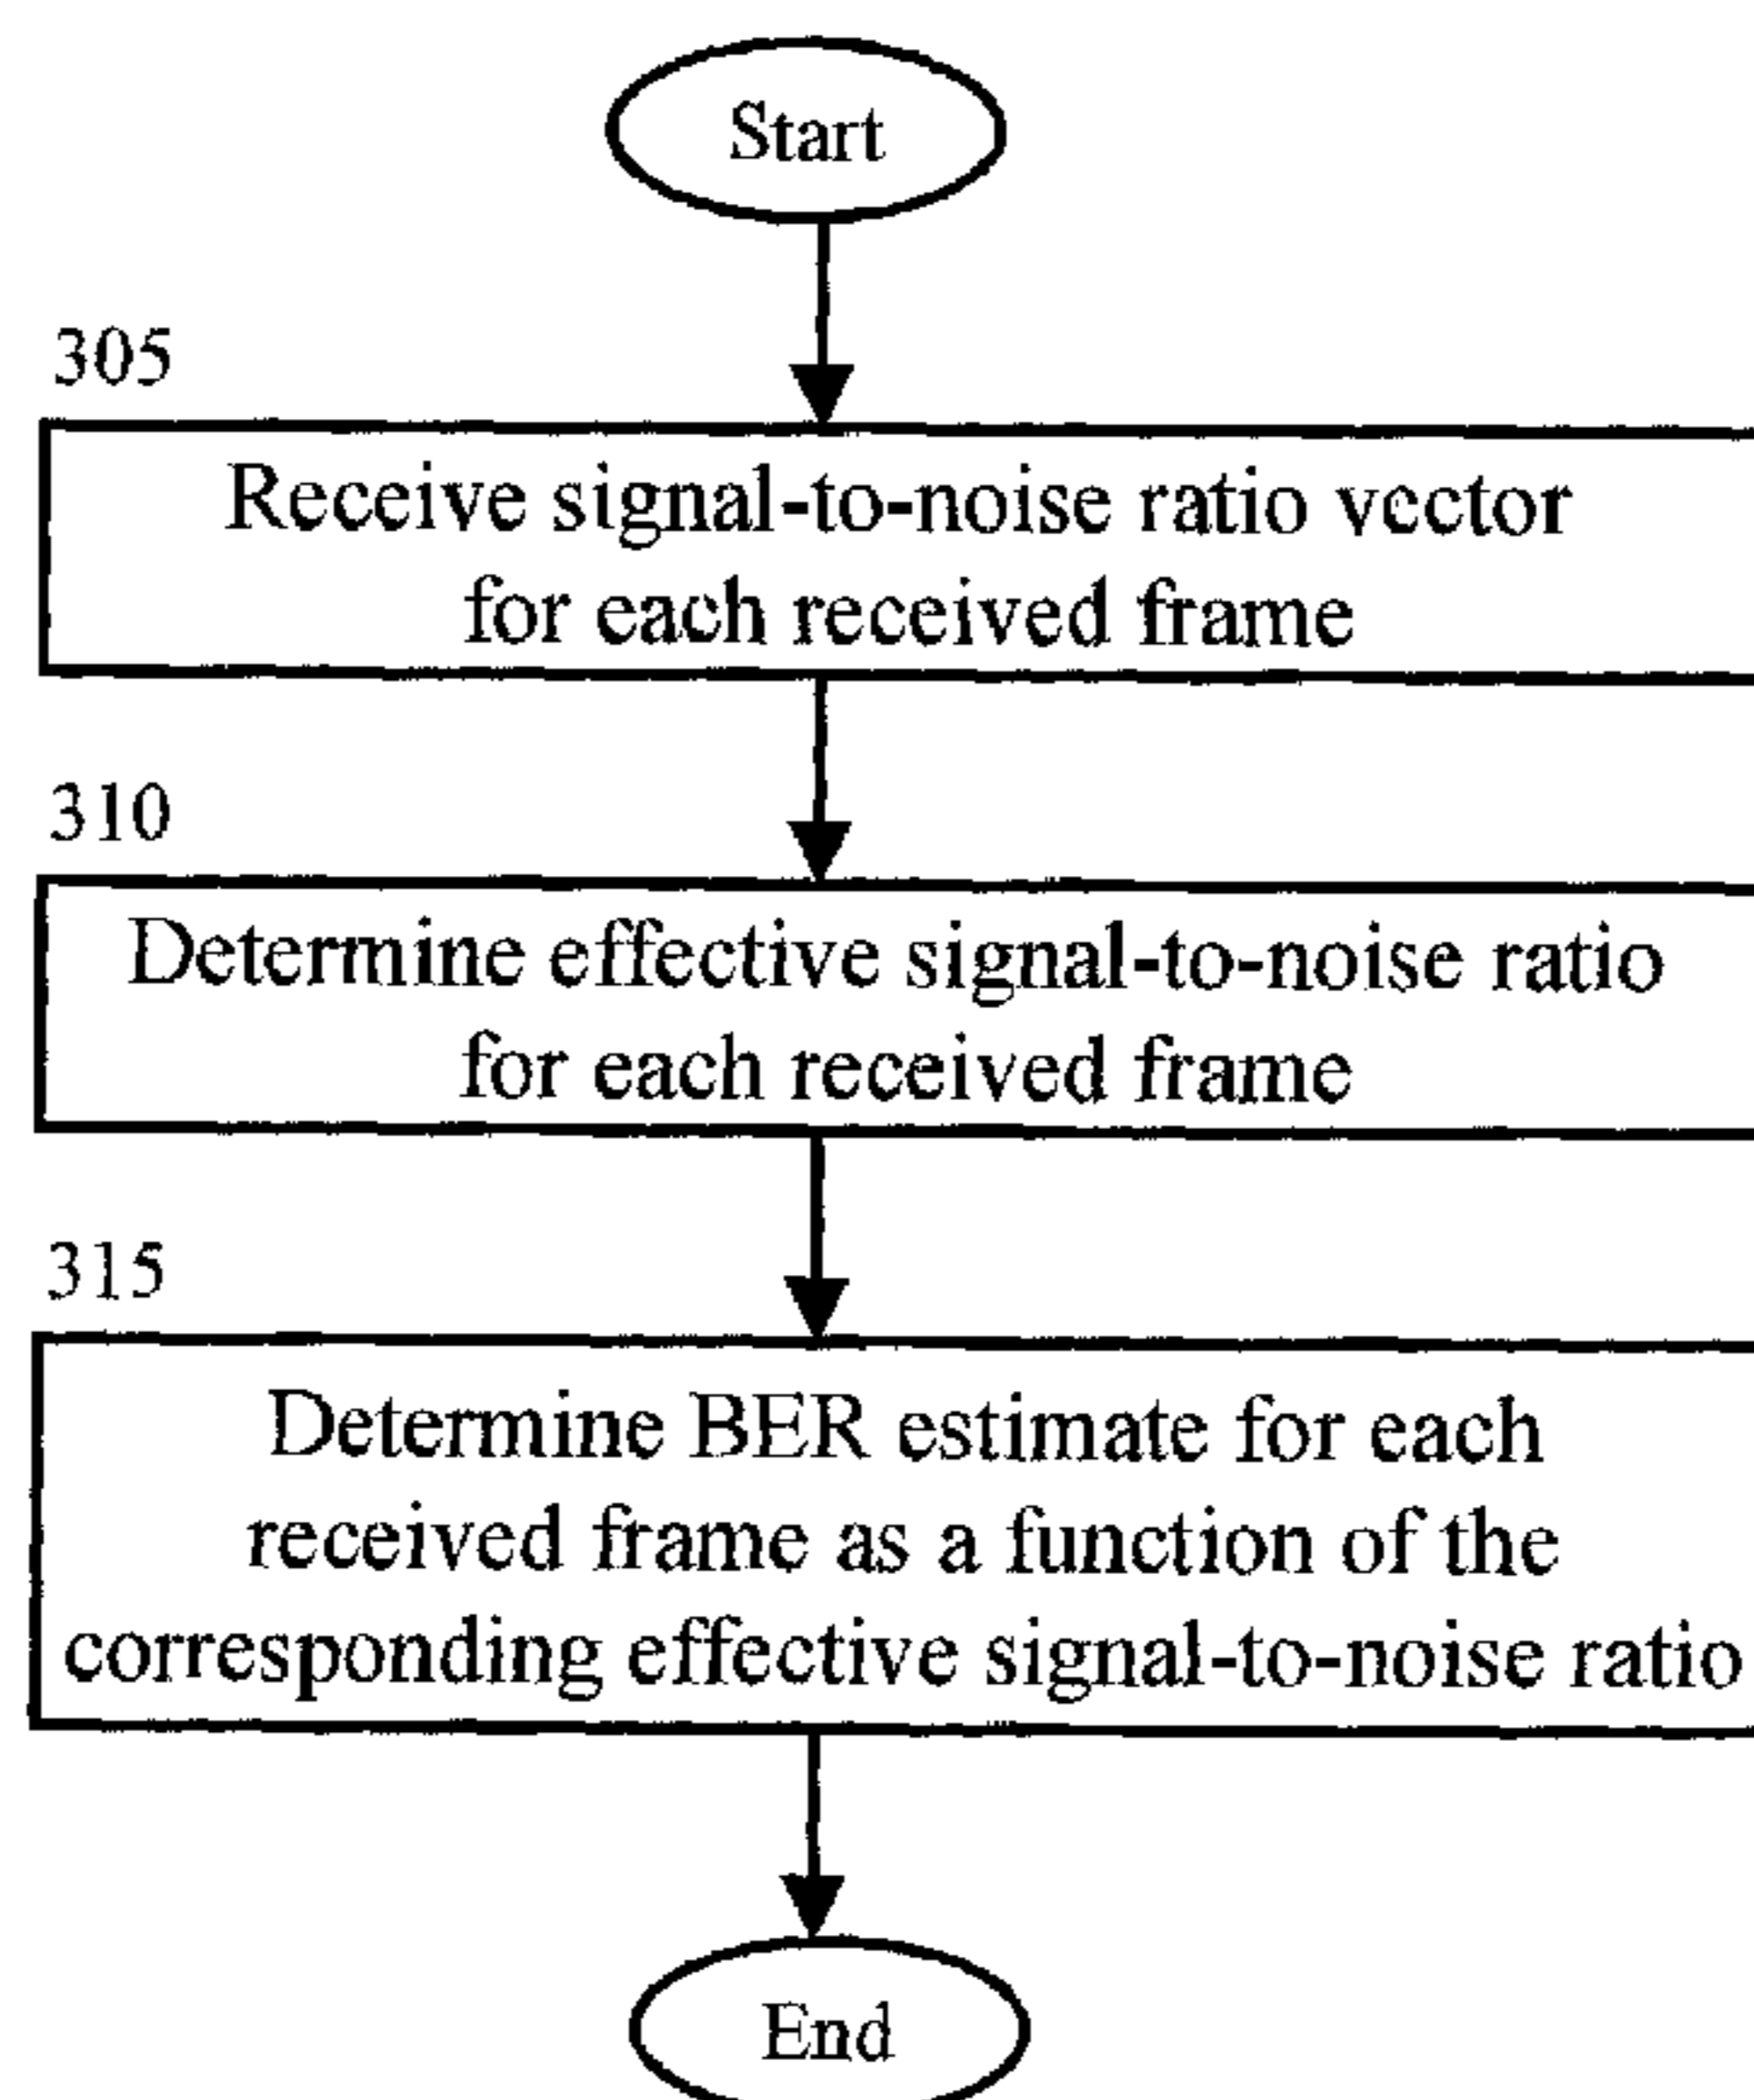 Start
305
Receive signal-to-noise ratio vector
for each received frame
310
Determine effective signal-to-noise ratio
for each received frame
315
Determine BER estimate for each
received frame as a function of the
corresponding effective signal-to-noise ratio
End